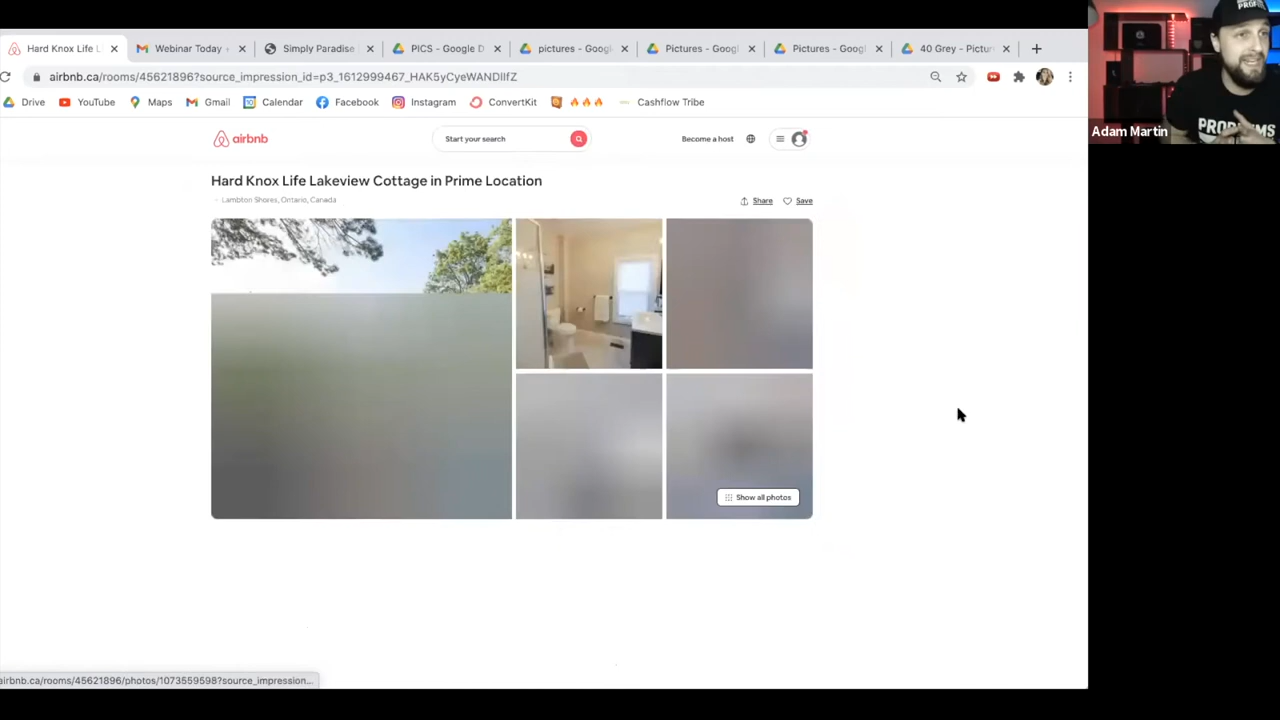 Hard Knox Life L
Webinar Today
Simply Paradise
PICS - Google D
pictures - Googl
Pictures - Googl
Pictures - Googl
40 Grey - Pictur
airbnb.ca/rooms/45621896?source_impression_id=p3_1612999467_HAK5yCyeWANDIlfZ
Drive
YouTube
Maps
Gmail
10
Calendar
Facebook
Instagram
ConvertKit
Cashflow Tribe
airbnb
Start your search
Become a host
Hard Knox Life Lakeview Cottage in Prime Location
Lambton Shores, Ontario, Canada
Share
Save
Show all photos
airbnb.ca/rooms/45621896/photos/1073559598?source_impression...
Adam Martin
PROBLEMS